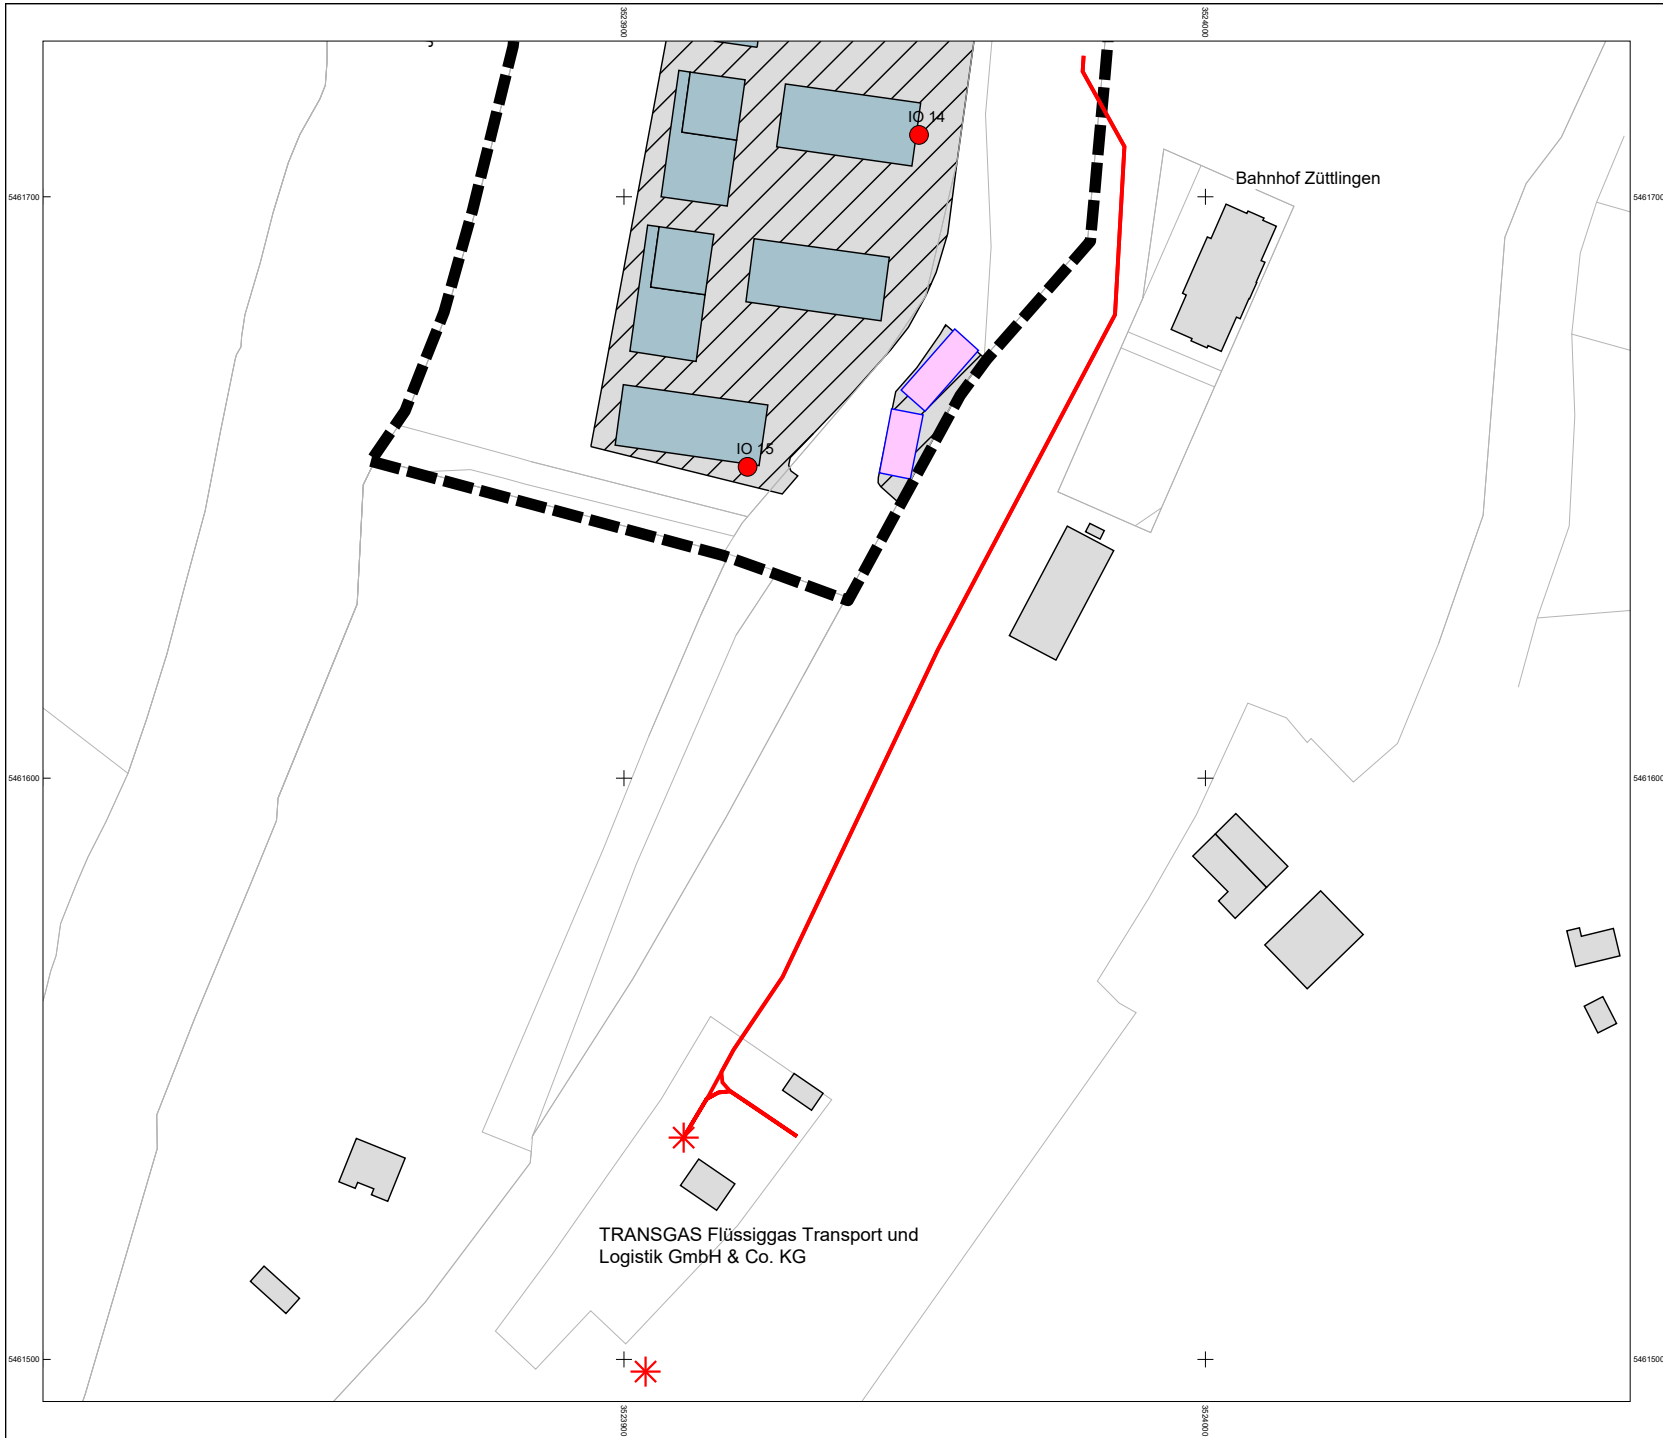 3523900
3524000
IO 14
Bahnhof Züttlingen
5461700
5461700
IO 15
5461600
5461600
TRANSGAS Flüssiggas Transport und
Logistik GmbH & Co. KG
5461500
5461500
3523900
3524000